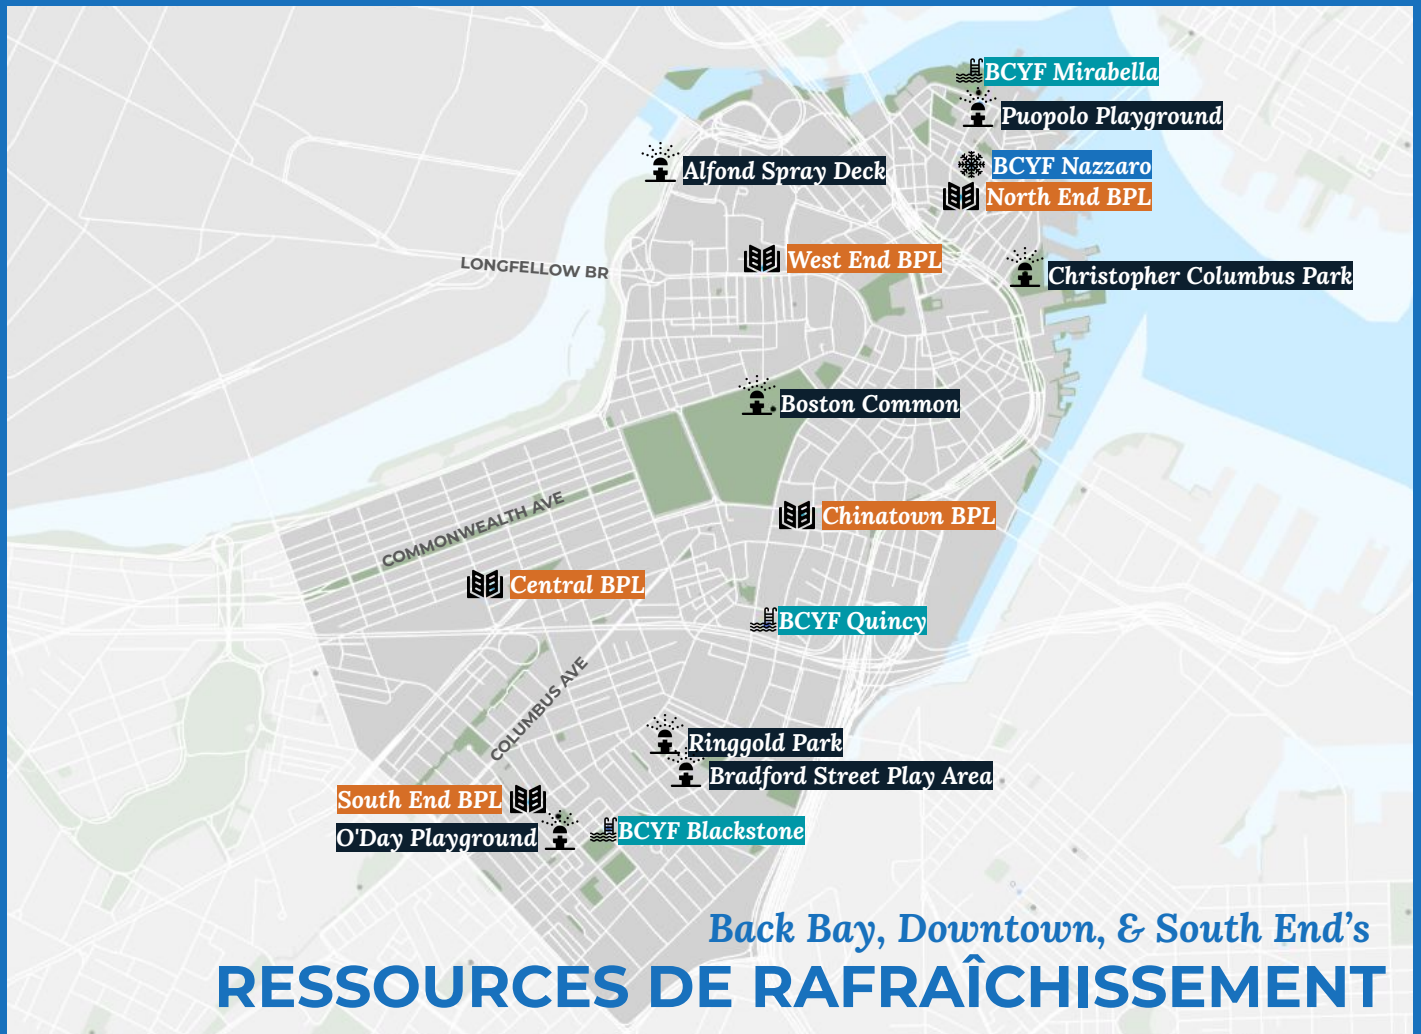 BCYF Mirabella
Puopolo Playground
Alfond Spray Deck
BCYF Nazzaro
North End BPL
West End BPL
LONGFELLOW BR
Christopher Columbus Park
Boston Common
COMMONWEALTH AVE
Chinatown BPL
Central BPL
BCYF Quincy
COLUMBUS AVE
Ringgold Park
Bradford Street Play Area
South End BPL
O'Day Playground
BCYF Blackstone
Back Bay, Downtown, & South End’s
RESSOURCES DE RAFRAÎCHISSEMENT